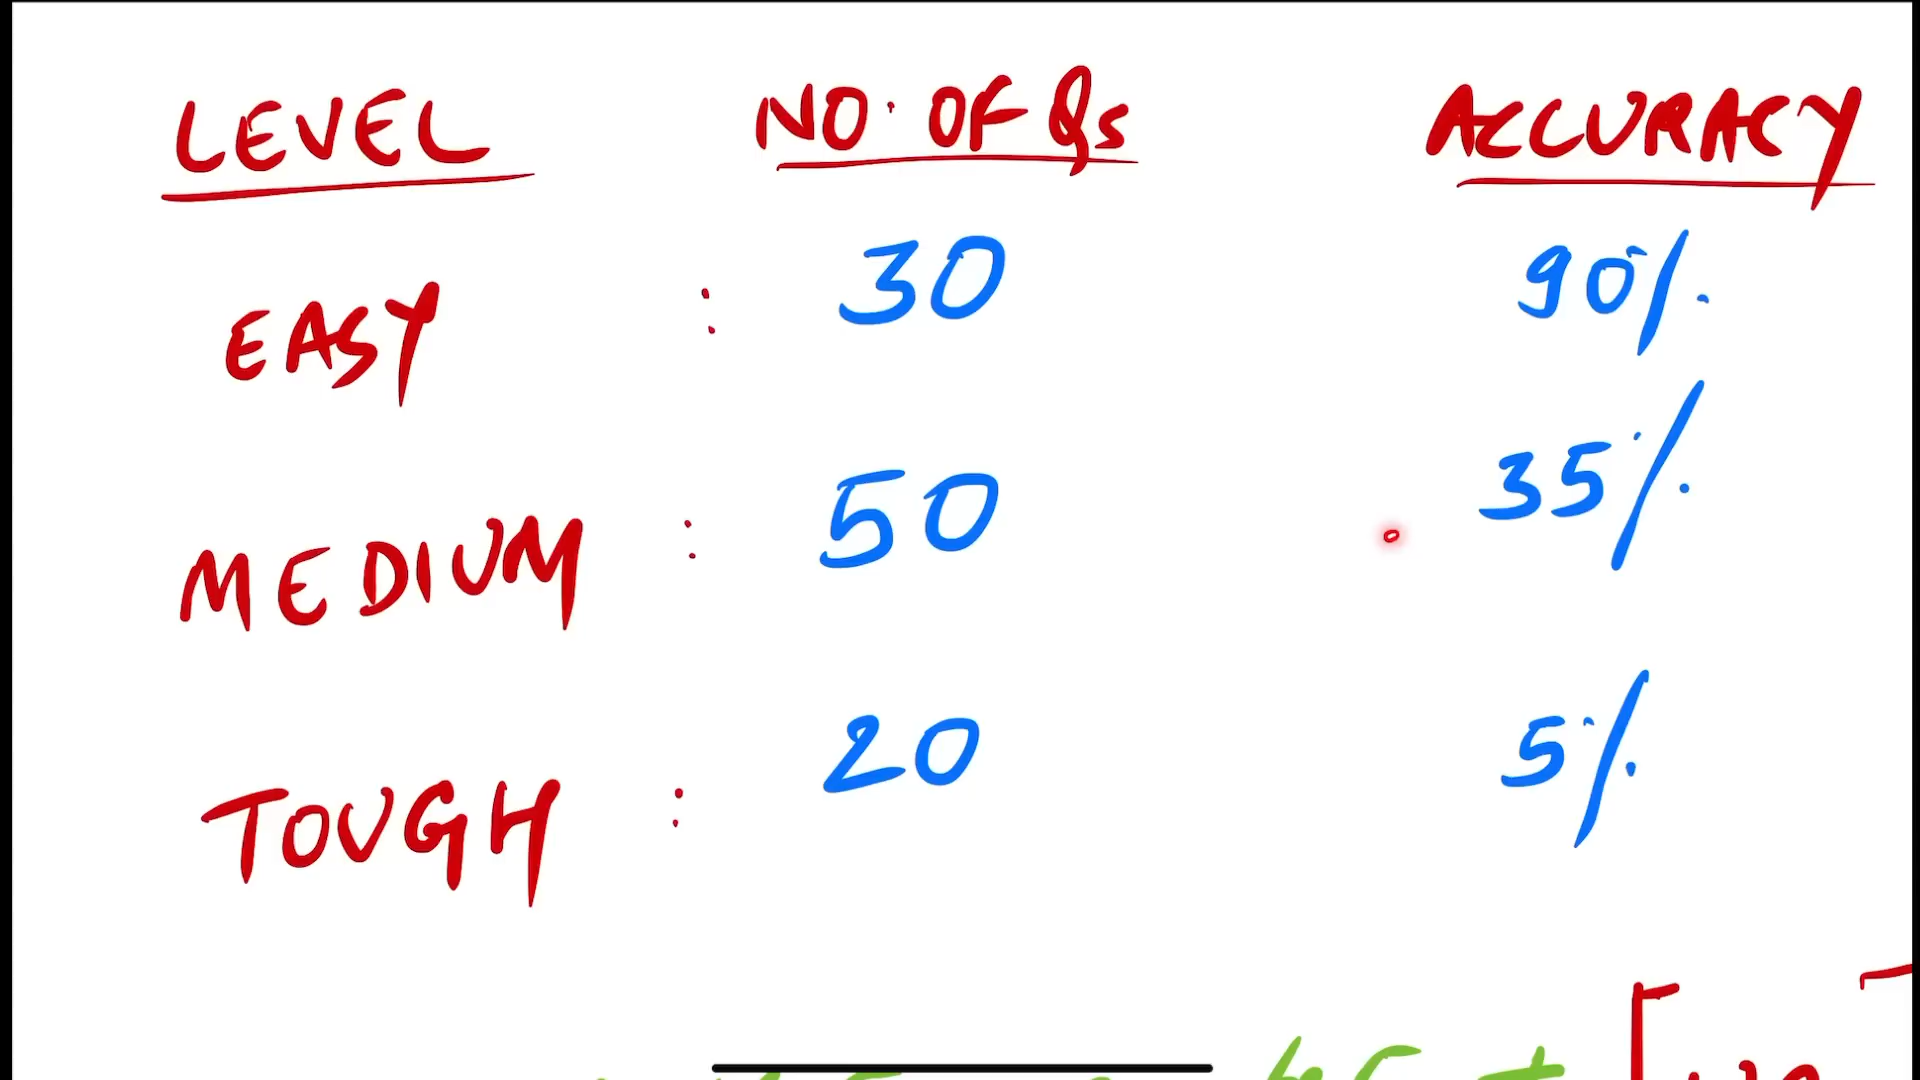 LEVEL NO. OF Qs ACCURACY
EASY : 30 90%
MEDIUM : 50 35%
TOUGH : 20 5%